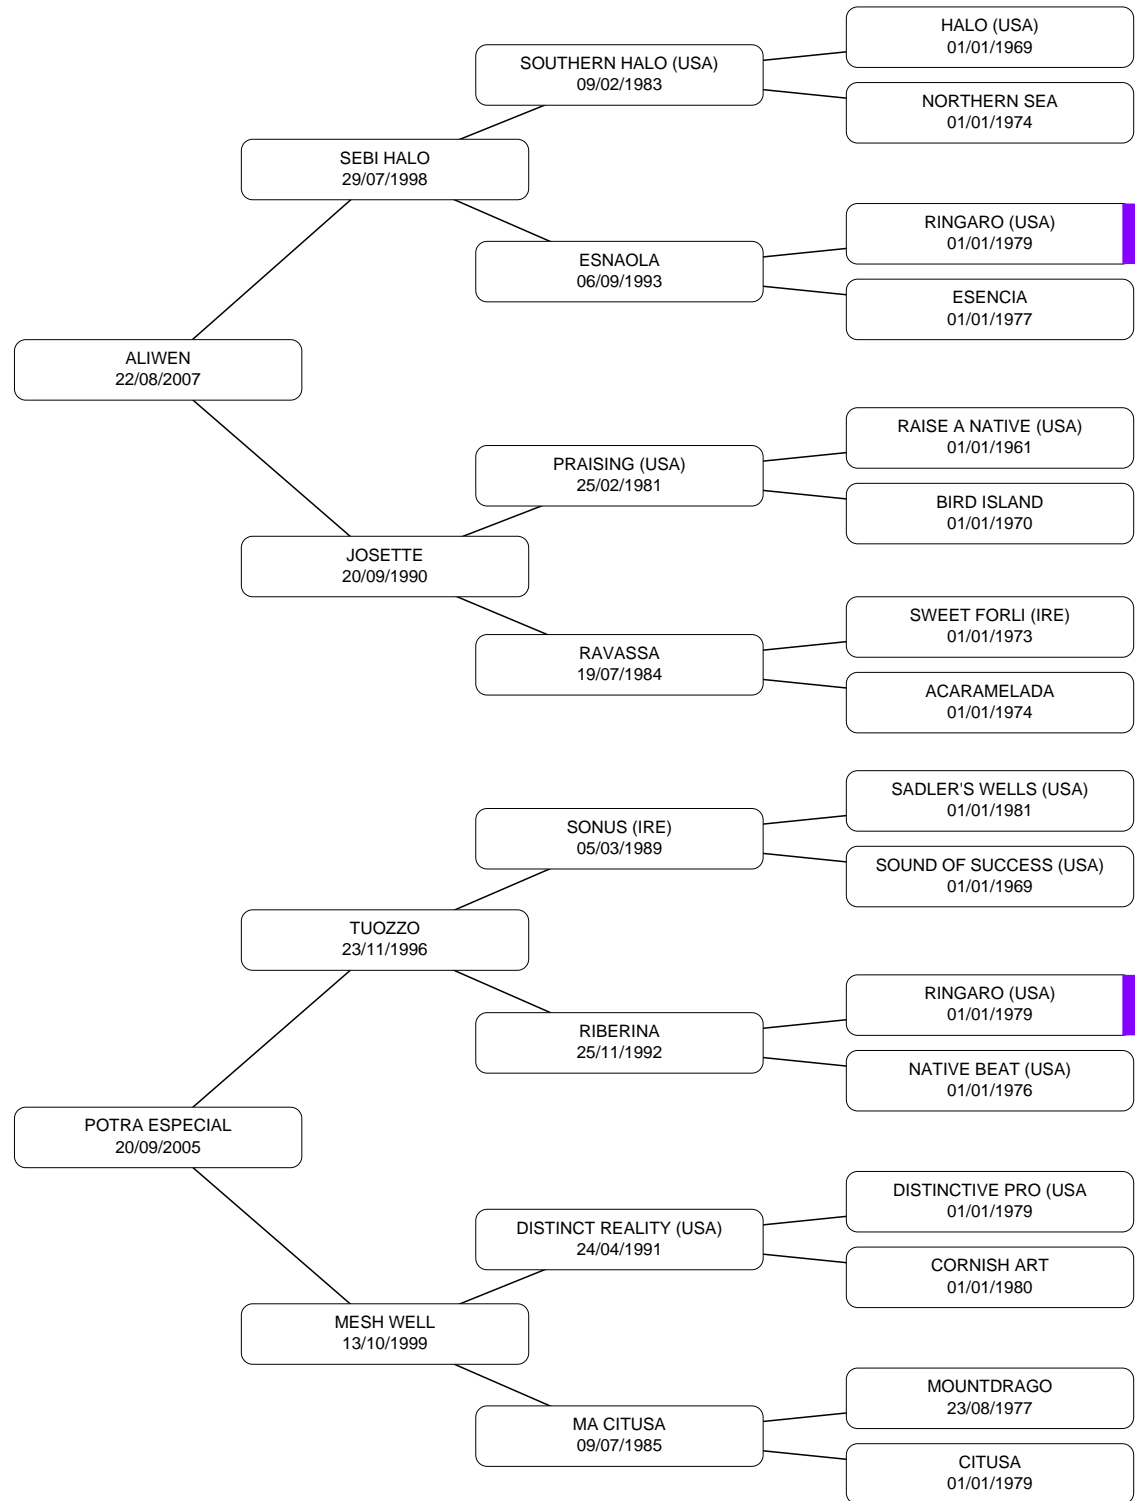 HALO (USA)
01/01/1969
SOUTHERN HALO (USA)
09/02/1983
NORTHERN SEA
01/01/1974
SEBI HALO
29/07/1998
RINGARO (USA)
01/01/1979
ESNAOLA
06/09/1993
ESENCIA
01/01/1977
ALIWEN
22/08/2007
RAISE A NATIVE (USA)
01/01/1961
PRAISING (USA)
25/02/1981
BIRD ISLAND
01/01/1970
JOSETTE
20/09/1990
SWEET FORLI (IRE)
01/01/1973
RAVASSA
19/07/1984
ACARAMELADA
01/01/1974
SADLER'S WELLS (USA)
01/01/1981
SONUS (IRE)
05/03/1989
SOUND OF SUCCESS (USA)
01/01/1969
TUOZZO
23/11/1996
RINGARO (USA)
01/01/1979
RIBERINA
25/11/1992
NATIVE BEAT (USA)
01/01/1976
POTRA ESPECIAL
20/09/2005
DISTINCTIVE PRO (USA
01/01/1979
DISTINCT REALITY (USA)
24/04/1991
CORNISH ART
01/01/1980
MESH WELL
13/10/1999
MOUNTDRAGO
23/08/1977
MA CITUSA
09/07/1985
CITUSA
01/01/1979